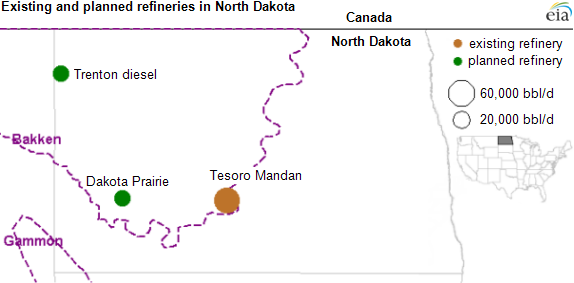 Existing and planned refineries in North Dakota
eia
Canada
North Dakota
existing refinery
planned refinery
Trenton diesel
60,000 bbl/d
20,000 bbl/d
Bakken
Tesoro Mandan
Dakota Prairie
Gammon